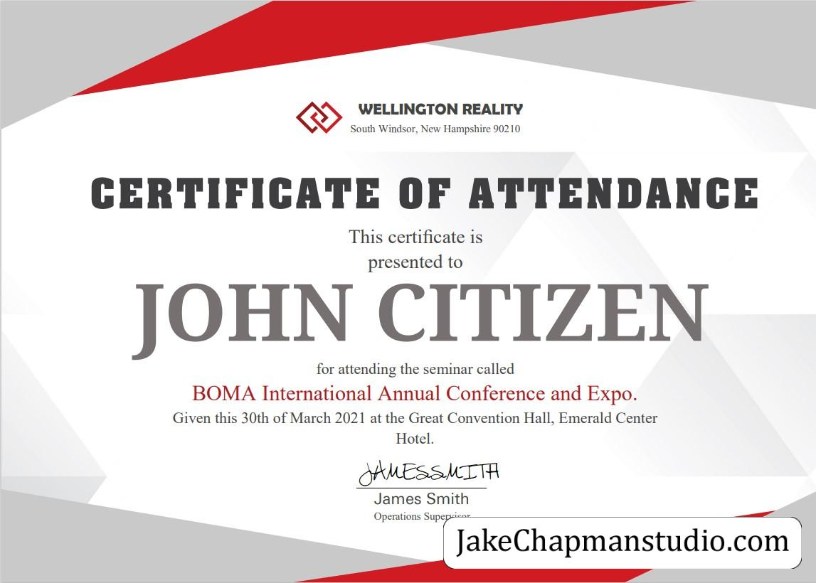 WELLINGTON REALITY
South Windsor, New Hampshire 90210
CERTIFICATE OF ATTENDANCE
This certificate is
presented to
JOHN CITIZEN
for attending the seminar called
BOMA International Annual Conference and Expo.
Given this 30th of March 2021 at the Great Convention Hall, Emerald Center
Hotel.
JAMESSMITH
James Smith
Operations Supervisor
JakeChapmanstudio.com